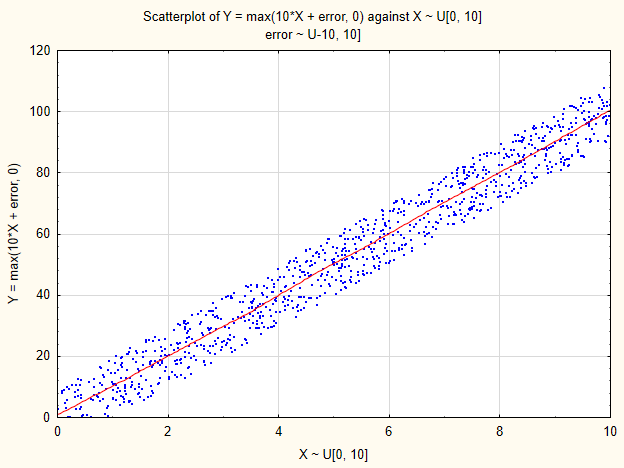 Scatterplot of Y = max(10*X + error, 0) against X ~ U[0, 10]
error ~ U-10, 10]
120
100
80
60
40
20
0
Y = max(10*X + error, 0)
0 2 4 6 8 10
X ~ U[0, 10]